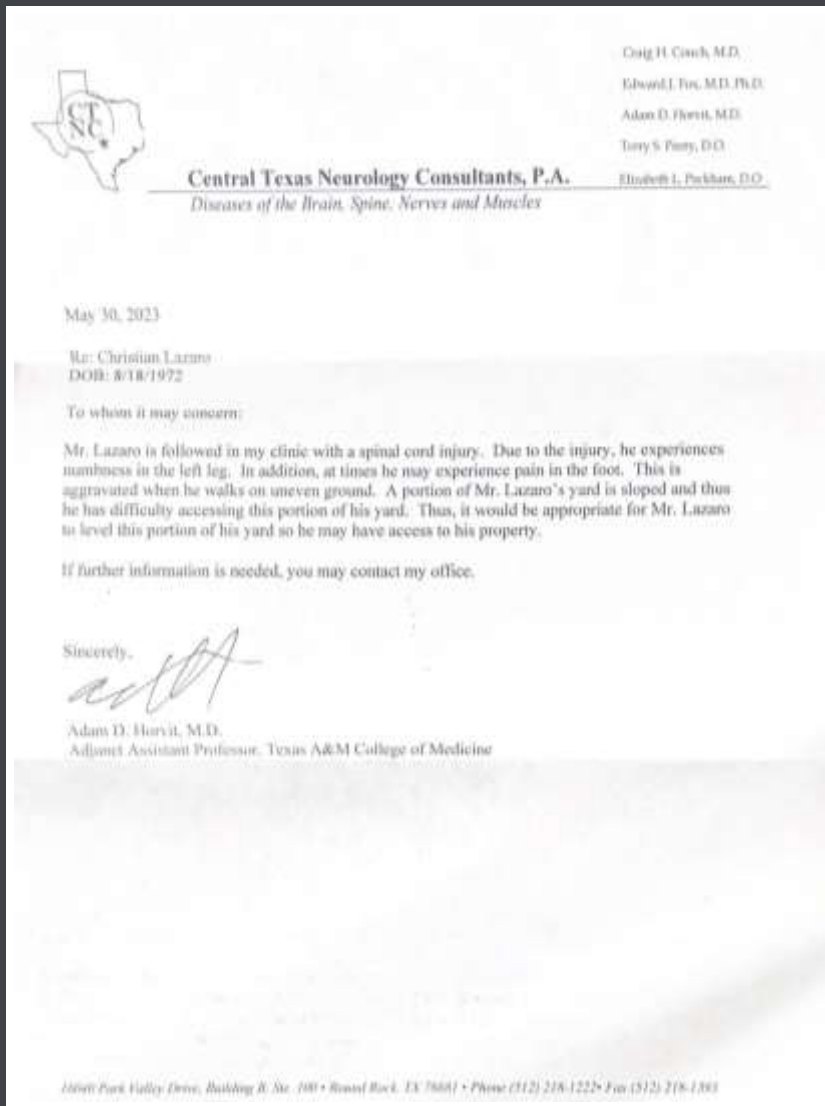 CT
NC
Craig H. Couch, M.D.
Edward J. Fox, M.D. Ph.D.
Adam D. Horvit, M.D.
D.O.
Elizabeth L. Peckham, D.O.
Central Texas Neurology Consultants, P.A.
Diseases of the Brain, Spine, Nerves and Muscles
May 30, 2023
Re: Christian Lazaro
DOB: 8/18/1972
To whom it may concern:
Mr. Lazaro is followed in my clinic with a spinal cord injury. Due to the injury, he experiences
numbness in the left leg. In addition, at times he may experience pain in the foot. This is
aggravated when he walks on uneven ground. A portion of Mr. Lazaro's yard is sloped and thus
he has difficulty accessing this portion of his yard. Thus, it would be appropriate for Mr. Lazaro
to level this portion of his yard so he may have access to his property.
If further information is needed, you may contact my office.
Sincerely,
Adam D. Horvit, M.D.
Adjunct Assistant Professor, Texas A&M College of Medicine
Park Valley Drive, Building B, Ste. 100 • Round Rock, TX 78681 • Phone (512) 218-1222 • Fax (512)